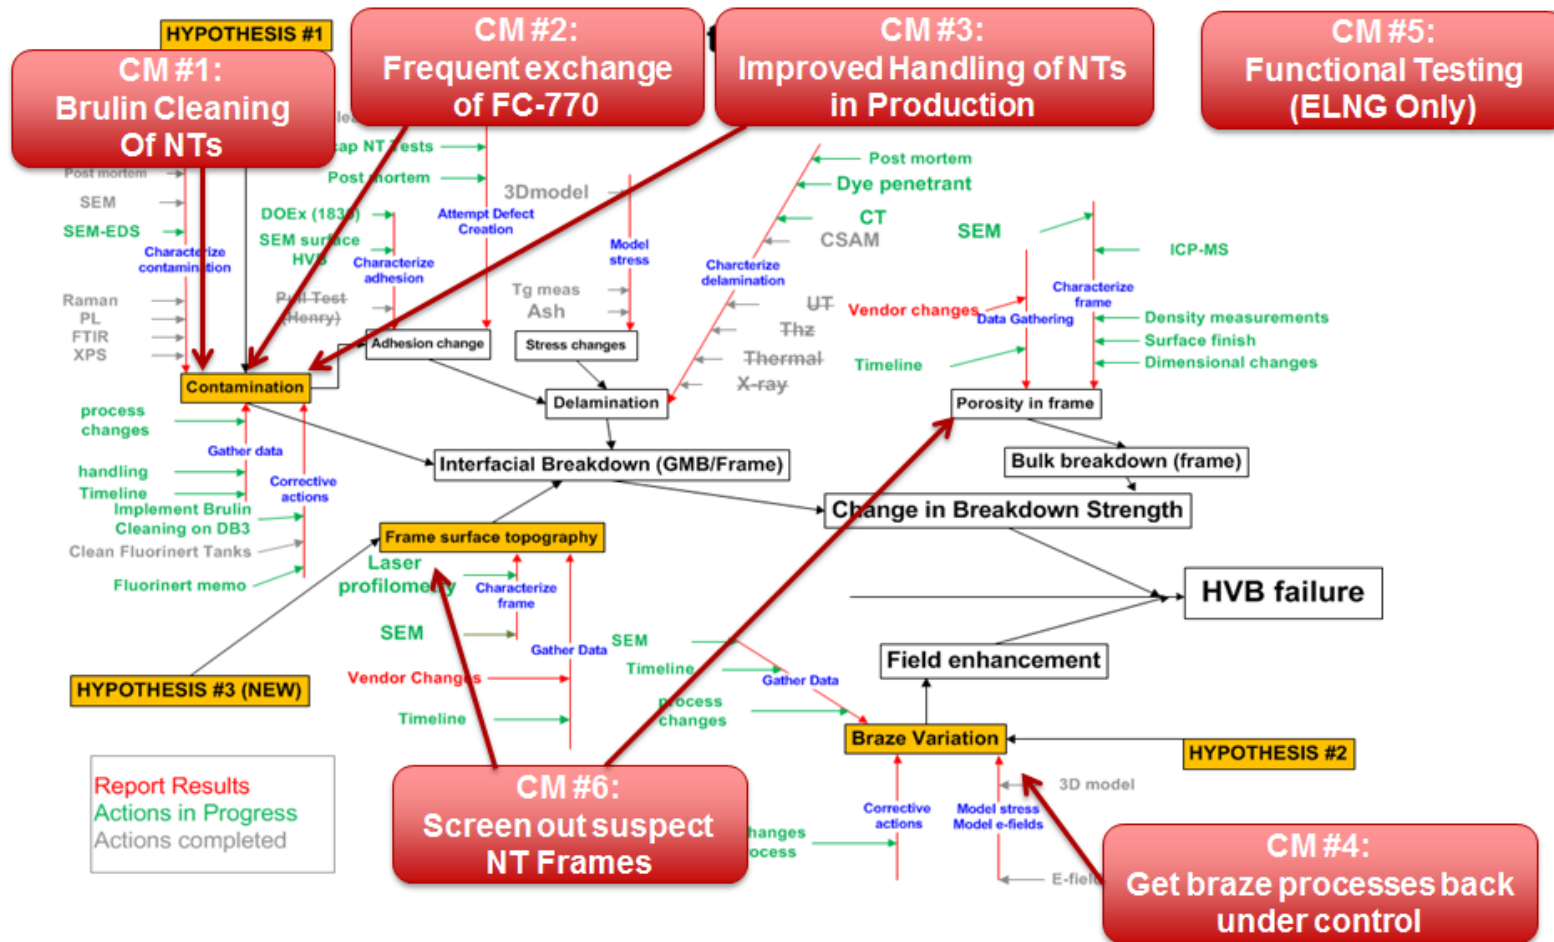 HYPOTHESIS #1
CM #1:
Brulin Cleaning
Of NTs
CM #2:
Frequent exchange
of FC-770
CM #3:
Improved Handling of NTs
in Production
CM #5:
Functional Testing
(ELNG Only)
Post mortem
SEM
SEM-EDS
Characterize
contamination
Raman
PL
FTIR
XPS
Contamination
cap NT Tests
Post mortem
DOEx (1830)
SEM surface
HVB
Characterize
adhesion
Pull Test
(Henry)
Attempt Defect
Creation
Adhesion change
3Dmodel
Model
stress
Tg meas
Ash
Stress changes
Post mortem
Dye penetrant
CT
CSAM
Charcterize
delamination
UT
Thz
Thermal
X-ray
Delamination
SEM
ICP-MS
Vendor changes
Data Gathering
Characterize
frame
Density measurements
Surface finish
Dimensional changes
Timeline
Porosity in frame
process
changes
Gather data
handling
Timeline
Corrective
actions
Implement Brulin
Cleaning on DB3
Clean Fluorinert Tanks
Fluorinert memo
Interfacial Breakdown (GMB/Frame)
Bulk breakdown (frame)
Change in Breakdown Strength
HVB failure
Frame surface topography
Laser
profilometry
Characterize
frame
SEM
Gather Data
Vendor Changes
Timeline
HYPOTHESIS #3 (NEW)
SEM
Timeline
Gather Data
process
changes
Field enhancement
Braze Variation
HYPOTHESIS #2
Report Results
Actions in Progress
Actions completed
CM #6:
Screen out suspect
NT Frames
Corrective
actions
Model stress
Model e-fields
3D model
E-field
CM #4:
Get braze processes back
under control